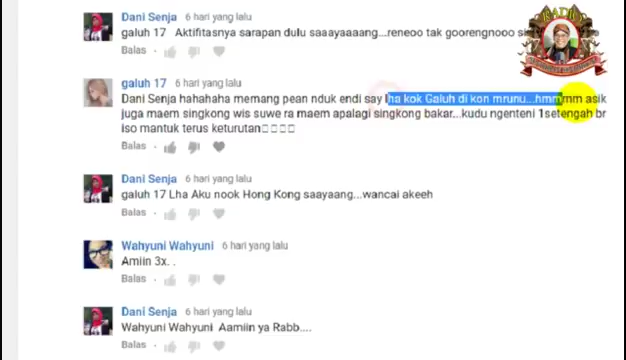 Dani Senja 6 hari yang lalu
galuh 17 Aktifitasnya sarapan dulu saaayaaaang...reneoo tak goorengnooo
Balas
galuh 17 6 hari yang lalu
Dani Senja hahahaha memang pean nduk endi say lha kok Galuh di kon mrunu...hmmmm asik
juga maem singkong wis suwe ra maem apalagi singkong bakar...kudu ngenteni 1setengah br
iso mantuk terus keturutan
Balas
Dani Senja 6 hari yang lalu
galuh 17 Lha Aku nook Hong Kong saayaang...wancai akeeh
Balas
Wahyuni Wahyuni 6 hari yang lalu
Amiin 3x. .
Balas
Dani Senja 6 hari yang lalu
Wahyuni Wahyuni Aamiin ya Rabb....
Balas